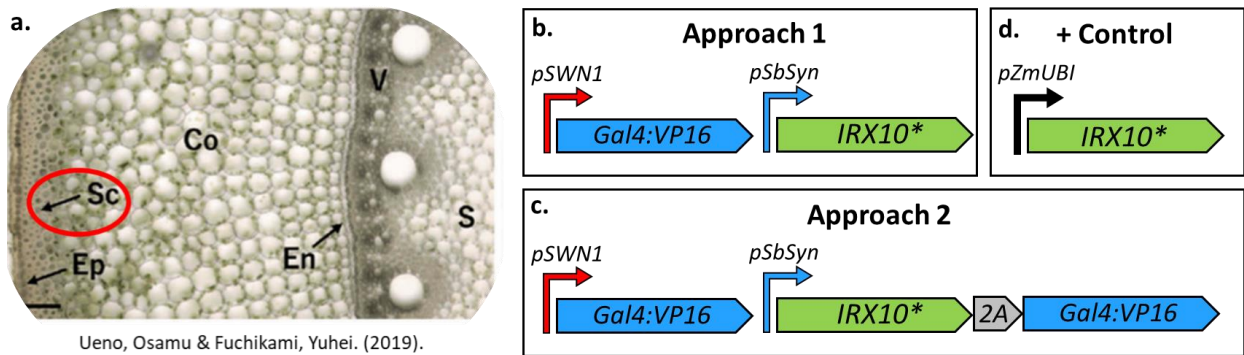 a.
Co
V
Sc
S
En
Ep
Ueno, Osamu & Fuchikami, Yuhei. (2019).
b.
Approach 1
pSWN1
pSbSyn
Gal4:VP16
IRX10*
d.
+ Control
pZmUBI
IRX10*
c.
Approach 2
pSWN1
pSbSyn
Gal4:VP16
IRX10*
2A
Gal4:VP16